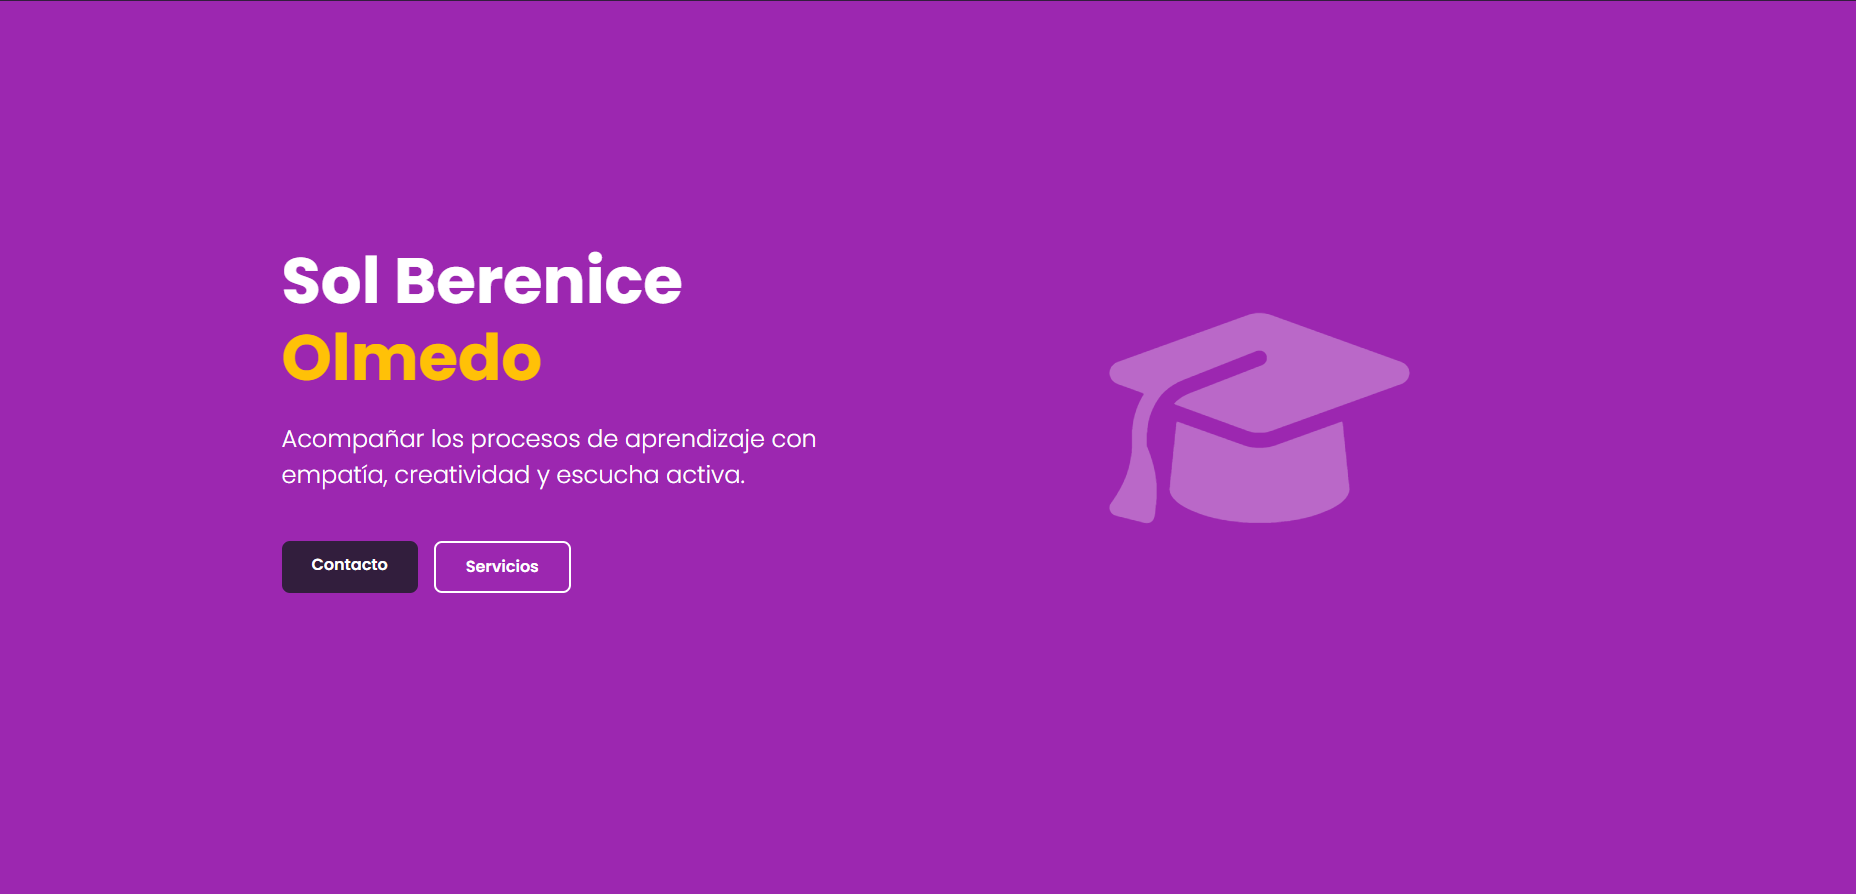 Sol Berenice
Olmedo
Acompañar los procesos de aprendizaje con
empatía, creatividad y escucha activa.
Contacto
Servicios